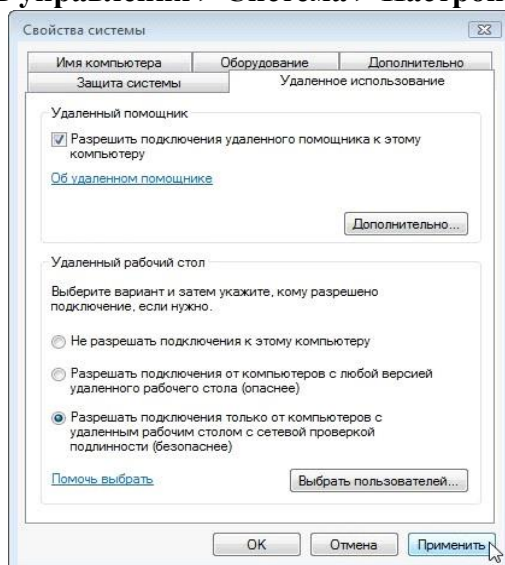 Свойства системы
Имя компьютера Оборудование Дополнительно
Защита системы Удаленное использование
Удаленный помощник
Разрешить подключения удаленного помощника к этому
компьютеру
Об удаленном помощнике
Дополнительно...
Удаленный рабочий стол
Выберите вариант и затем укажите, кому разрешено
подключение, если нужно.
Не разрешать подключения к этому компьютеру
Разрешать подключения от компьютеров с любой версией
удаленного рабочего стола (опаснее)
Разрешать подключения только от компьютеров с
удаленным рабочим столом с сетевой проверкой
подлинности (безопаснее)
Помочь выбрать
Выбрать пользователей...
OK Отмена Применить